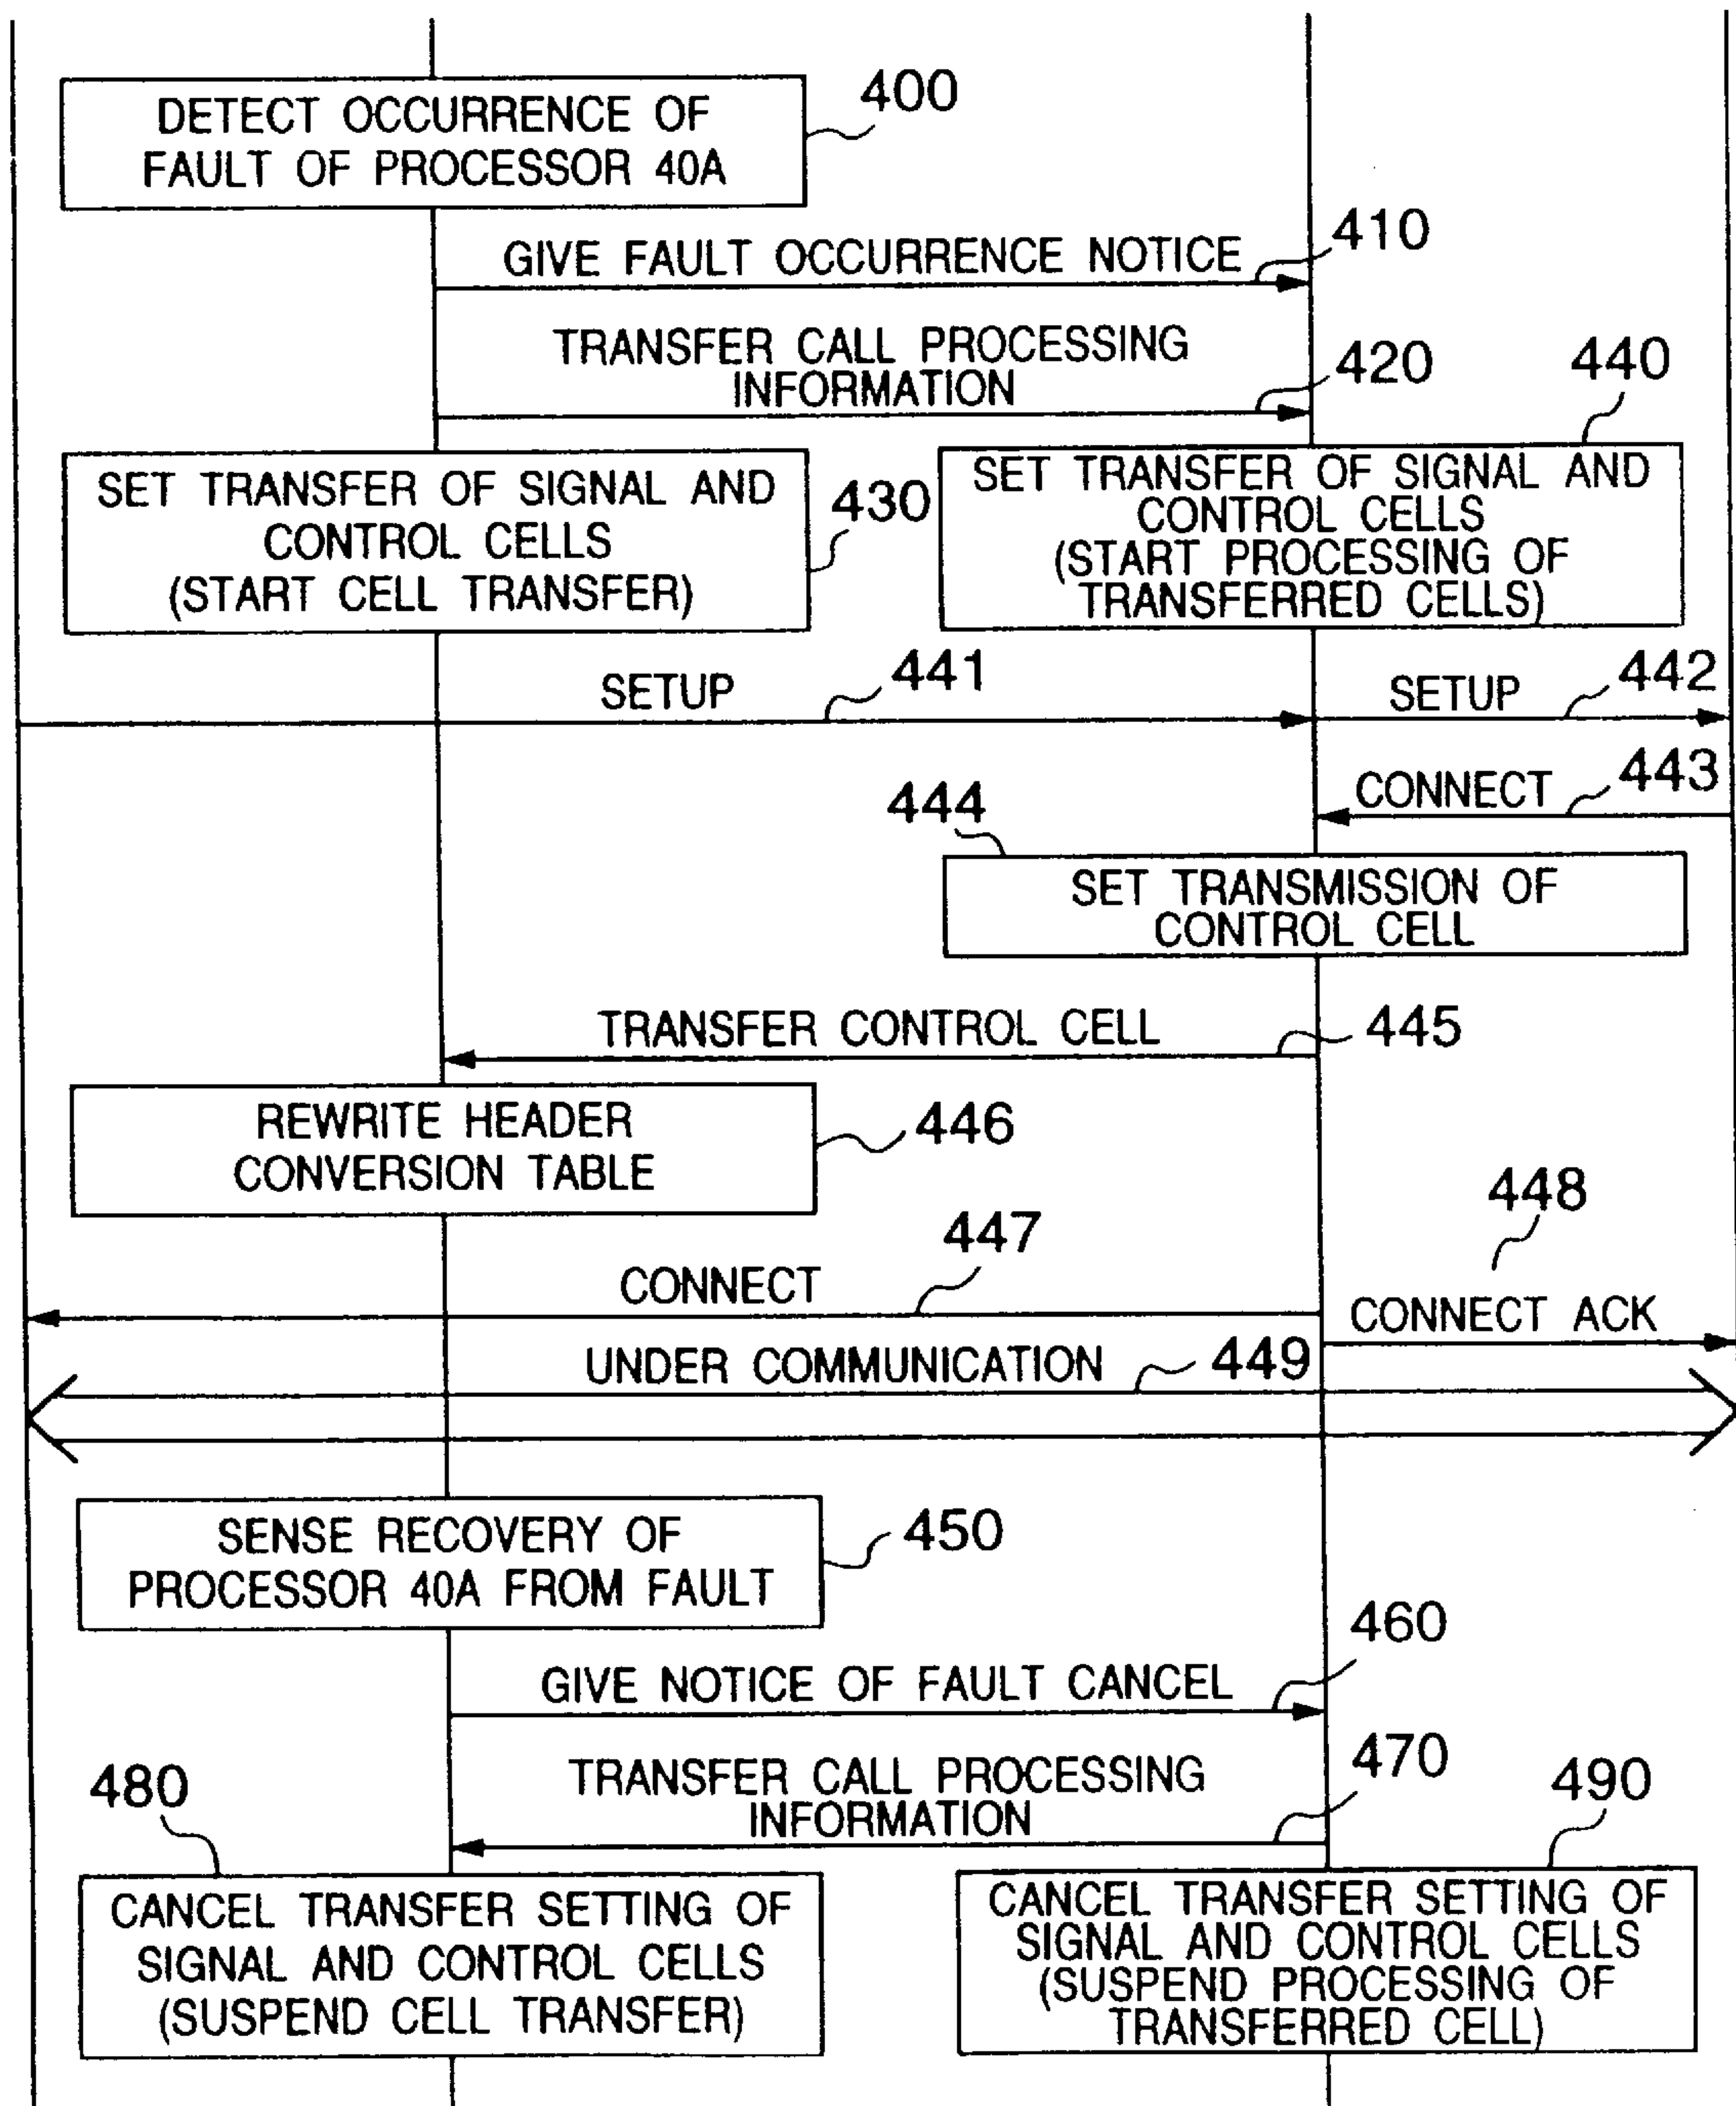 DETECT OCCURRENCE OF
FAULT OF PROCESSOR 40A
400
GIVE FAULT OCCURRENCE NOTICE
410
TRANSFER CALL PROCESSING
INFORMATION
420
440
SET TRANSFER OF SIGNAL AND
CONTROL CELLS
(START CELL TRANSFER)
430
SET TRANSFER OF SIGNAL AND
CONTROL CELLS
(START PROCESSING OF
TRANSFERRED CELLS)
SETUP
441
SETUP
442
CONNECT
443
444
SET TRANSMISSION OF
CONTROL CELL
TRANSFER CONTROL CELL
445
REWRITE HEADER
CONVERSION TABLE
446
448
447
CONNECT
CONNECT ACK
UNDER COMMUNICATION
449
SENSE RECOVERY OF
PROCESSOR 40A FROM FAULT
450
460
GIVE NOTICE OF FAULT CANCEL
470
TRANSFER CALL PROCESSING
INFORMATION
480
490
CANCEL TRANSFER SETTING OF
SIGNAL AND CONTROL CELLS
(SUSPEND CELL TRANSFER)
CANCEL TRANSFER SETTING OF
SIGNAL AND CONTROL CELLS
(SUSPEND PROCESSING OF
TRANSFERRED CELL)